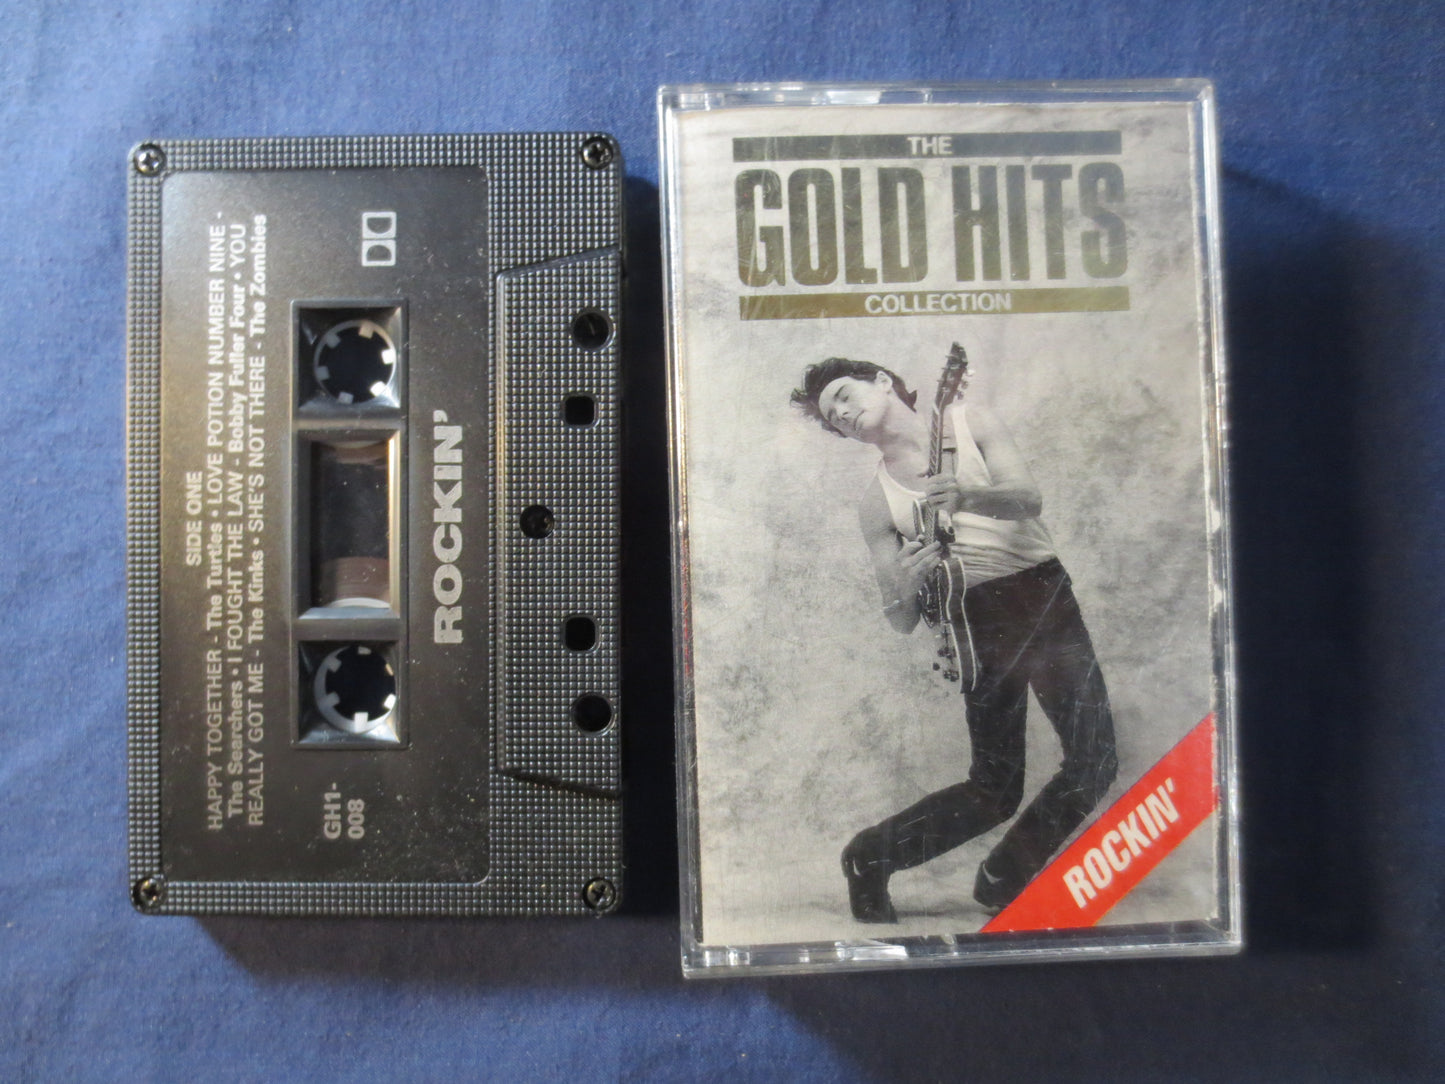 SIDE ONE
HAPPY TOGETHER - The Turtles • LOVE POTION NUMBER NINE -
The Searchers • I FOUGHT THE LAW - Bobby Fuller Four • YOU
REALLY GOT ME - The Kinks • SHE'S NOT THERE - The Zombies
GH1-
008
ROCKIN'
THE
GOLD HITS
COLLECTION
ROCKIN'